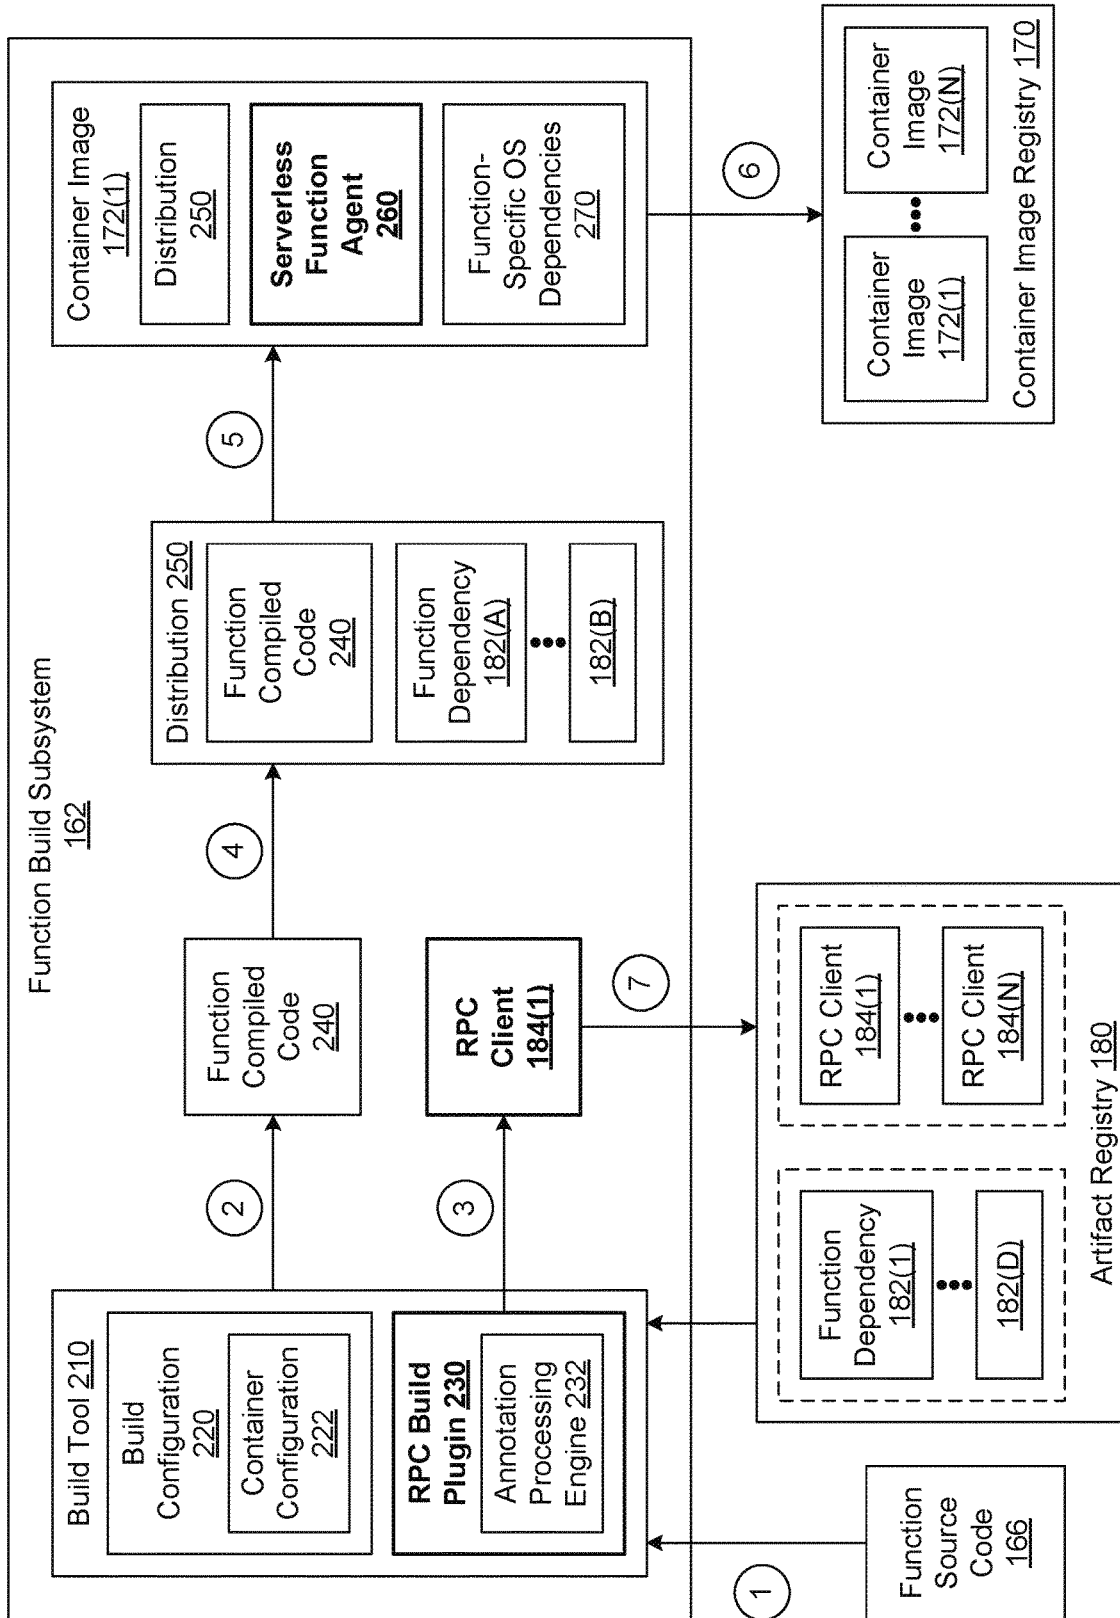 Function Build Subsystem
162
Build Tool 210
Build
Configuration
220
Container
Configuration
222
RPC Build
Plugin 230
Annotation
Processing
Engine 232
2
3
Function
Compiled
Code
240
RPC
Client
184(1)
4
Distribution 250
Function
Compiled
Code
240
Function
Dependency
182(A)
182(B)
5
Container Image
172(1)
Distribution
250
Serverless
Function
Agent
260
Function-
Specific OS
Dependencies
270
1
7
6
Function
Source
Code
166
Function
Dependency
182(1)
182(D)
RPC Client
184(1)
RPC Client
184(N)
Artifact Registry 180
Container
Image
172(1)
Container
Image
172(N)
Container Image Registry 170